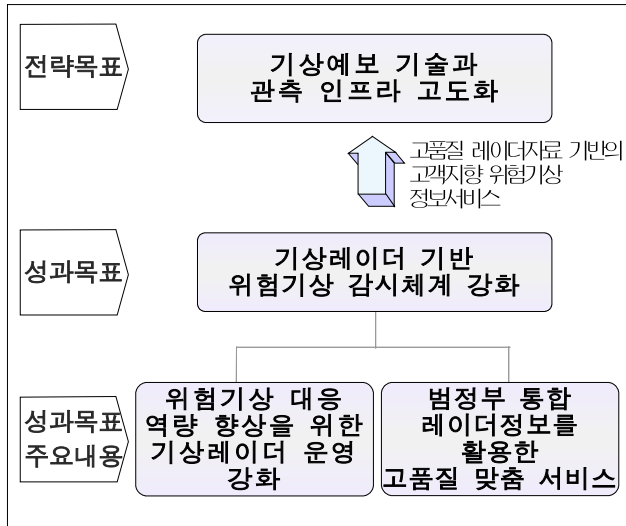 전략목표
기상예보 기술과
관측 인프라 고도화
고품질 레이더자료 기반의
고객지향 위험기상
정보서비스
성과목표
기상레이더 기반
위험기상 감시체계 강화
성과목표
주요내용
위험기상 대응
역량 향상을 위한
기상레이더 운영
강화
범정부 통합
레이더정보를
활용한
고품질 맞춤 서비스